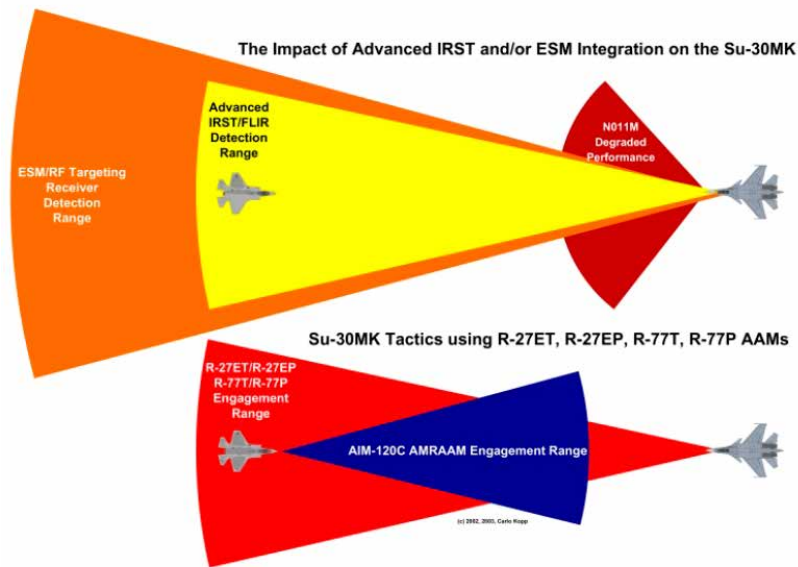 The Impact of Advanced IRST and/or ESM Integration on the Su-30MK
Advanced
IRST/FLIR
Detection
Range
N011M
Degraded
Performance
ESM/RF Targeting
Receiver
Detection
Range
Su-30MK Tactics using R-27ET, R-27EP, R-77T, R-77P AAMs
R-27ET/R-27EP
R-77T/R-77P
Engagement
Range
AIM-120C AMRAAM Engagement Range
(c) 2002, 2003, Carlo Kopp